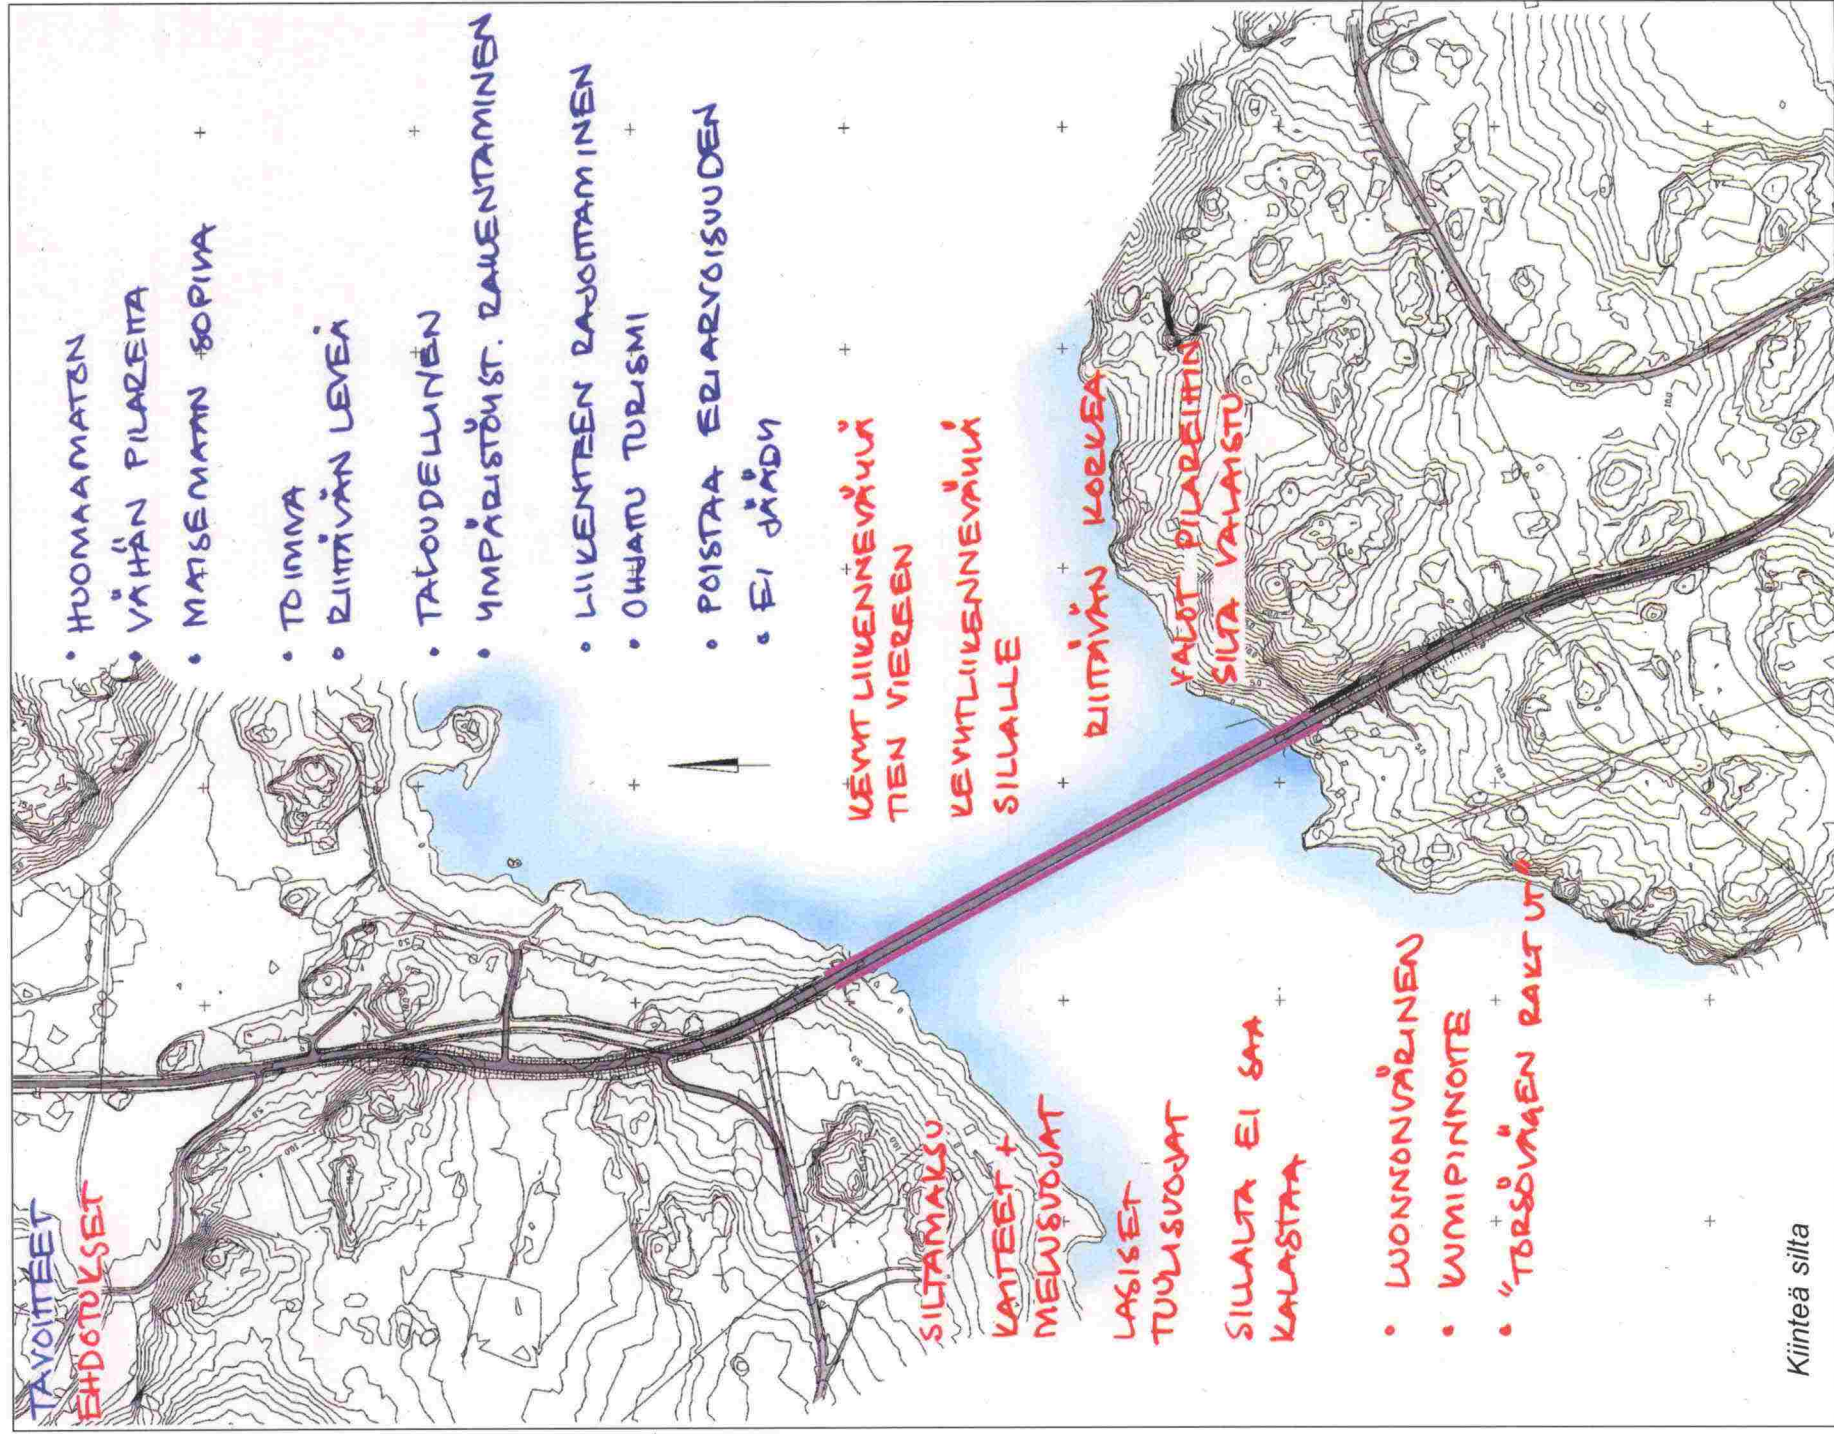 TAVOITTEET
EHDOTUKSET
• HUOMAAMATON
• VÄHÄN PILAREITA
• MAISEMAAN SOPIVA
• TOIMIVA
• RIITTÄVÄN LEVEÄ
• TALOUDELLINEN
• YMPÄRISTÖYST. RAKENTAMINEN
• LIIKENTEEN RAJOITTAMINEN
• OHJATTU TURISMI
• POISTAA ERIARVOISUUDEN
• EI JÄÄDY
KEVYT LIIKENNEVÄYLÄ
TIEN VIEREEN
KEVYTLIIKENNEVÄYLÄ
SILLALLE
RIITTÄVÄN KORKEA
VALOT PILAREIHIN
SILTA VALAISTU
SILTAMAKSU
KAITEET +
MELUSUOJAT
LASISET
TUULISUOJAT
SILLALTA EI SAA
KALASTAA
• LUONNONVÄRINEN
• KUMIPINNOITE
• "TORSÖVÄGEN RAKT UT"
Kiinteä silta